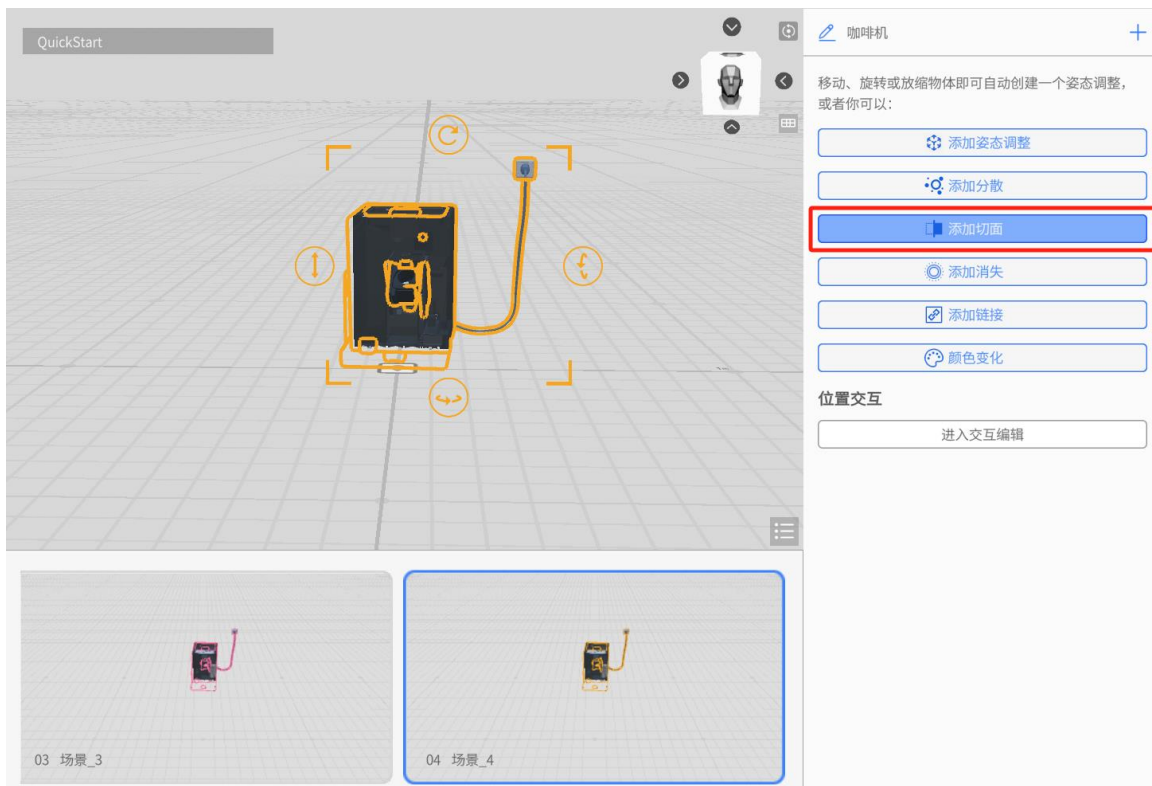 QuickStart
咖啡机
移动、旋转或放缩物体即可自动创建一个姿态调整，
或者你可以：
添加姿态调整
添加分散
添加切面
添加消失
添加链接
颜色变化
位置交互
进入交互编辑
03 场景_3
04 场景_4